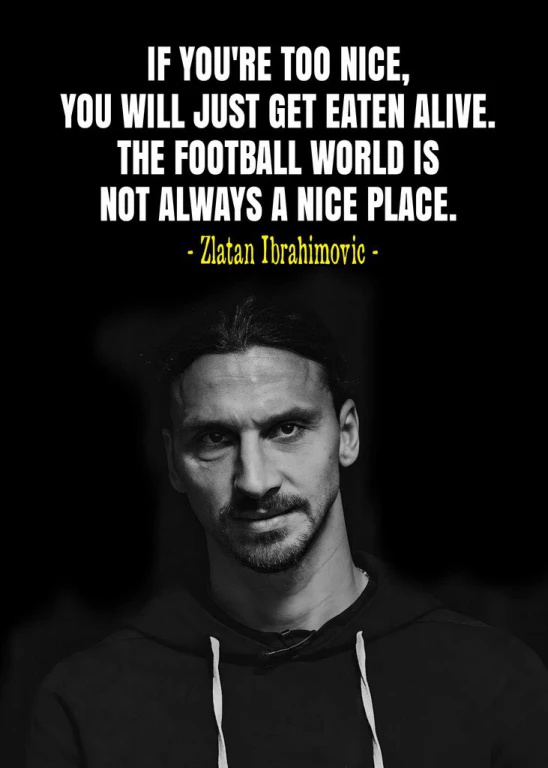 IF YOU'RE TOO NICE,
YOU WILL JUST GET EATEN ALIVE.
THE FOOTBALL WORLD IS
NOT ALWAYS A NICE PLACE.
- Zlatan Ibrahimovic -